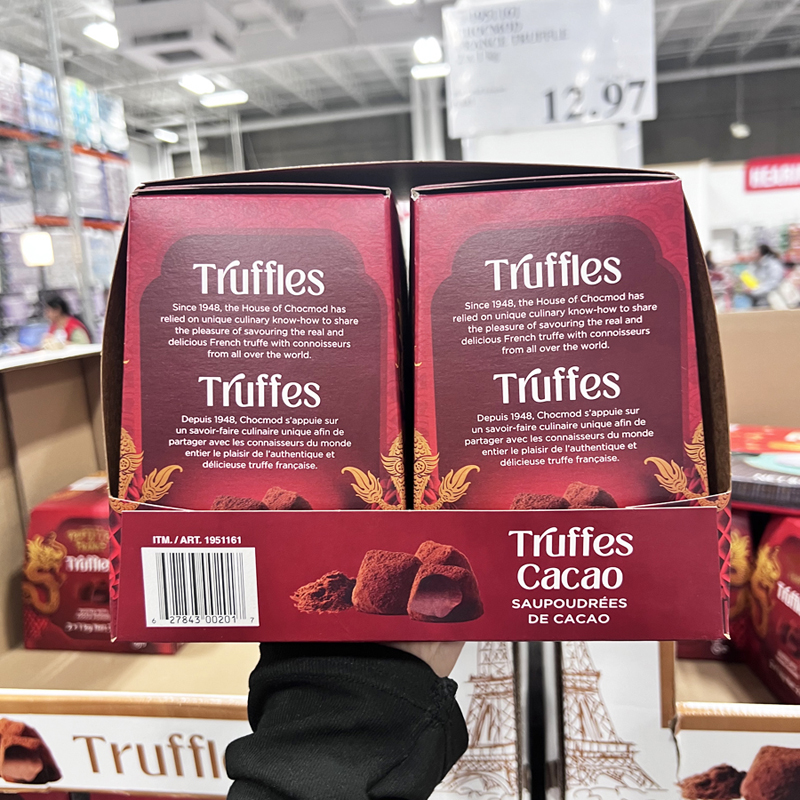 12.97
Truffles
Since 1948, the House of Chocmod has
relied on unique culinary know-how to share
the pleasure of savouring the real and
delicious French truffle with connoisseurs
from all over the world.
Truffes
Depuis 1948, Chocmod s'appuie sur
un savoir-faire culinaire unique afin de
partager avec les connaisseurs du monde
entier le plaisir de l'authentique et
délicieuse truffe française.
Truffles
Since 1948, the House of Chocmod has
relied on unique culinary know-how to share
the pleasure of savouring the real and
delicious French truffle with connoisseurs
from all over the world.
Truffes
Depuis 1948, Chocmod s'appuie sur
un savoir-faire culinaire unique afin de
partager avec les connaisseurs du monde
entier le plaisir de l'authentique et
délicieuse truffe française.
ITM. / ART. 1951161
6 27843 00201 7
Truffes
Cacao
SAUPOUDRÉES
DE CACAO
Truffl